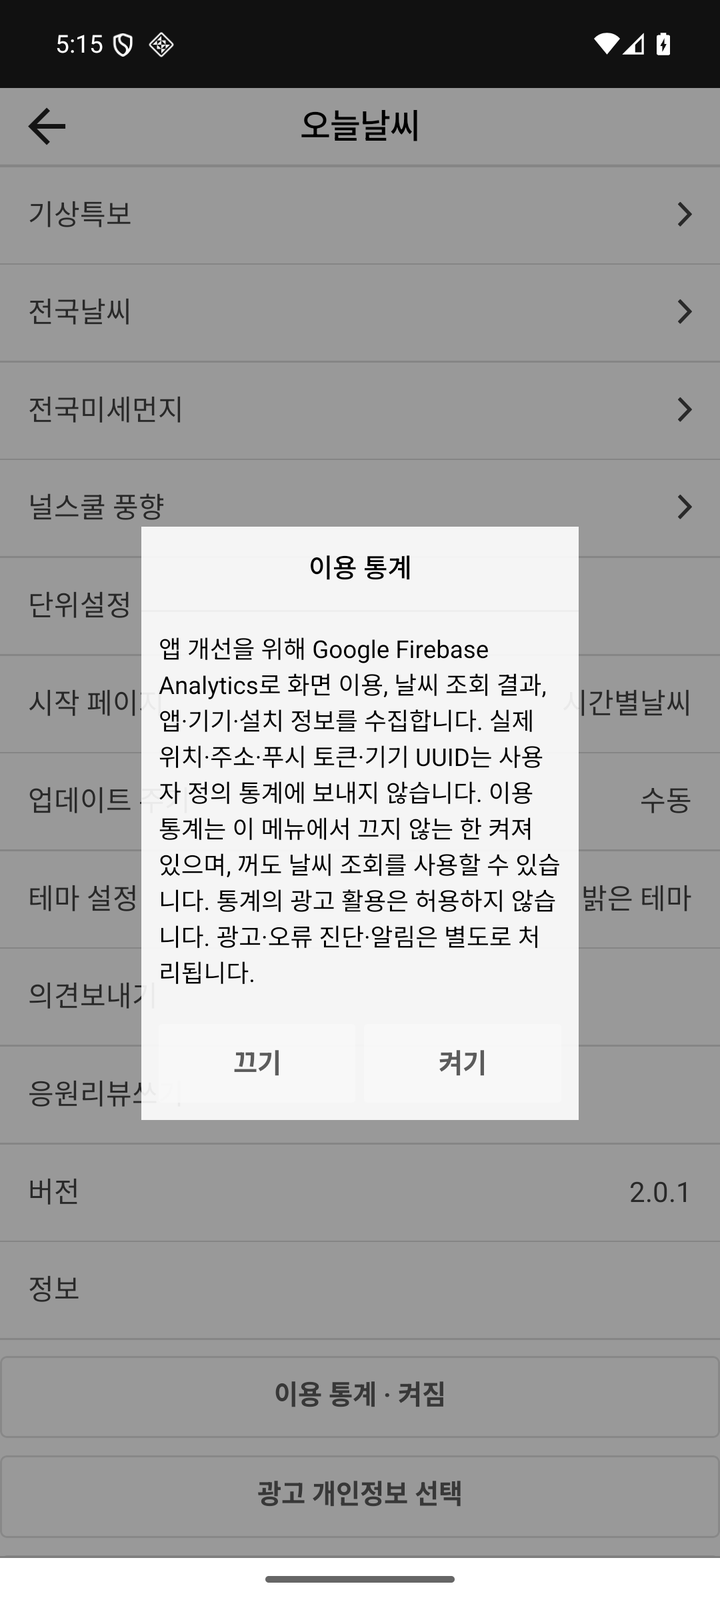 5:15
오늘날씨
기상특보
전국날씨
전국미세먼지
널스쿨 풍향
단위설정
시작 페이지
시간별날씨
업데이트 주기
수동
테마 설정
밝은 테마
의견보내기
응원리뷰쓰기
버전
2.0.1
정보
이용 통계 · 켜짐
광고 개인정보 선택
이용 통계
앱 개선을 위해 Google Firebase
Analytics로 화면 이용, 날씨 조회 결과,
앱·기기·설치 정보를 수집합니다. 실제
위치·주소·푸시 토큰·기기 UUID는 사용
자 정의 통계에 보내지 않습니다. 이용
통계는 이 메뉴에서 끄지 않는 한 켜져
있으며, 꺼도 날씨 조회를 사용할 수 있습
니다. 통계의 광고 활용은 허용하지 않습
니다. 광고·오류 진단·알림은 별도로 처
리됩니다.
끄기
켜기